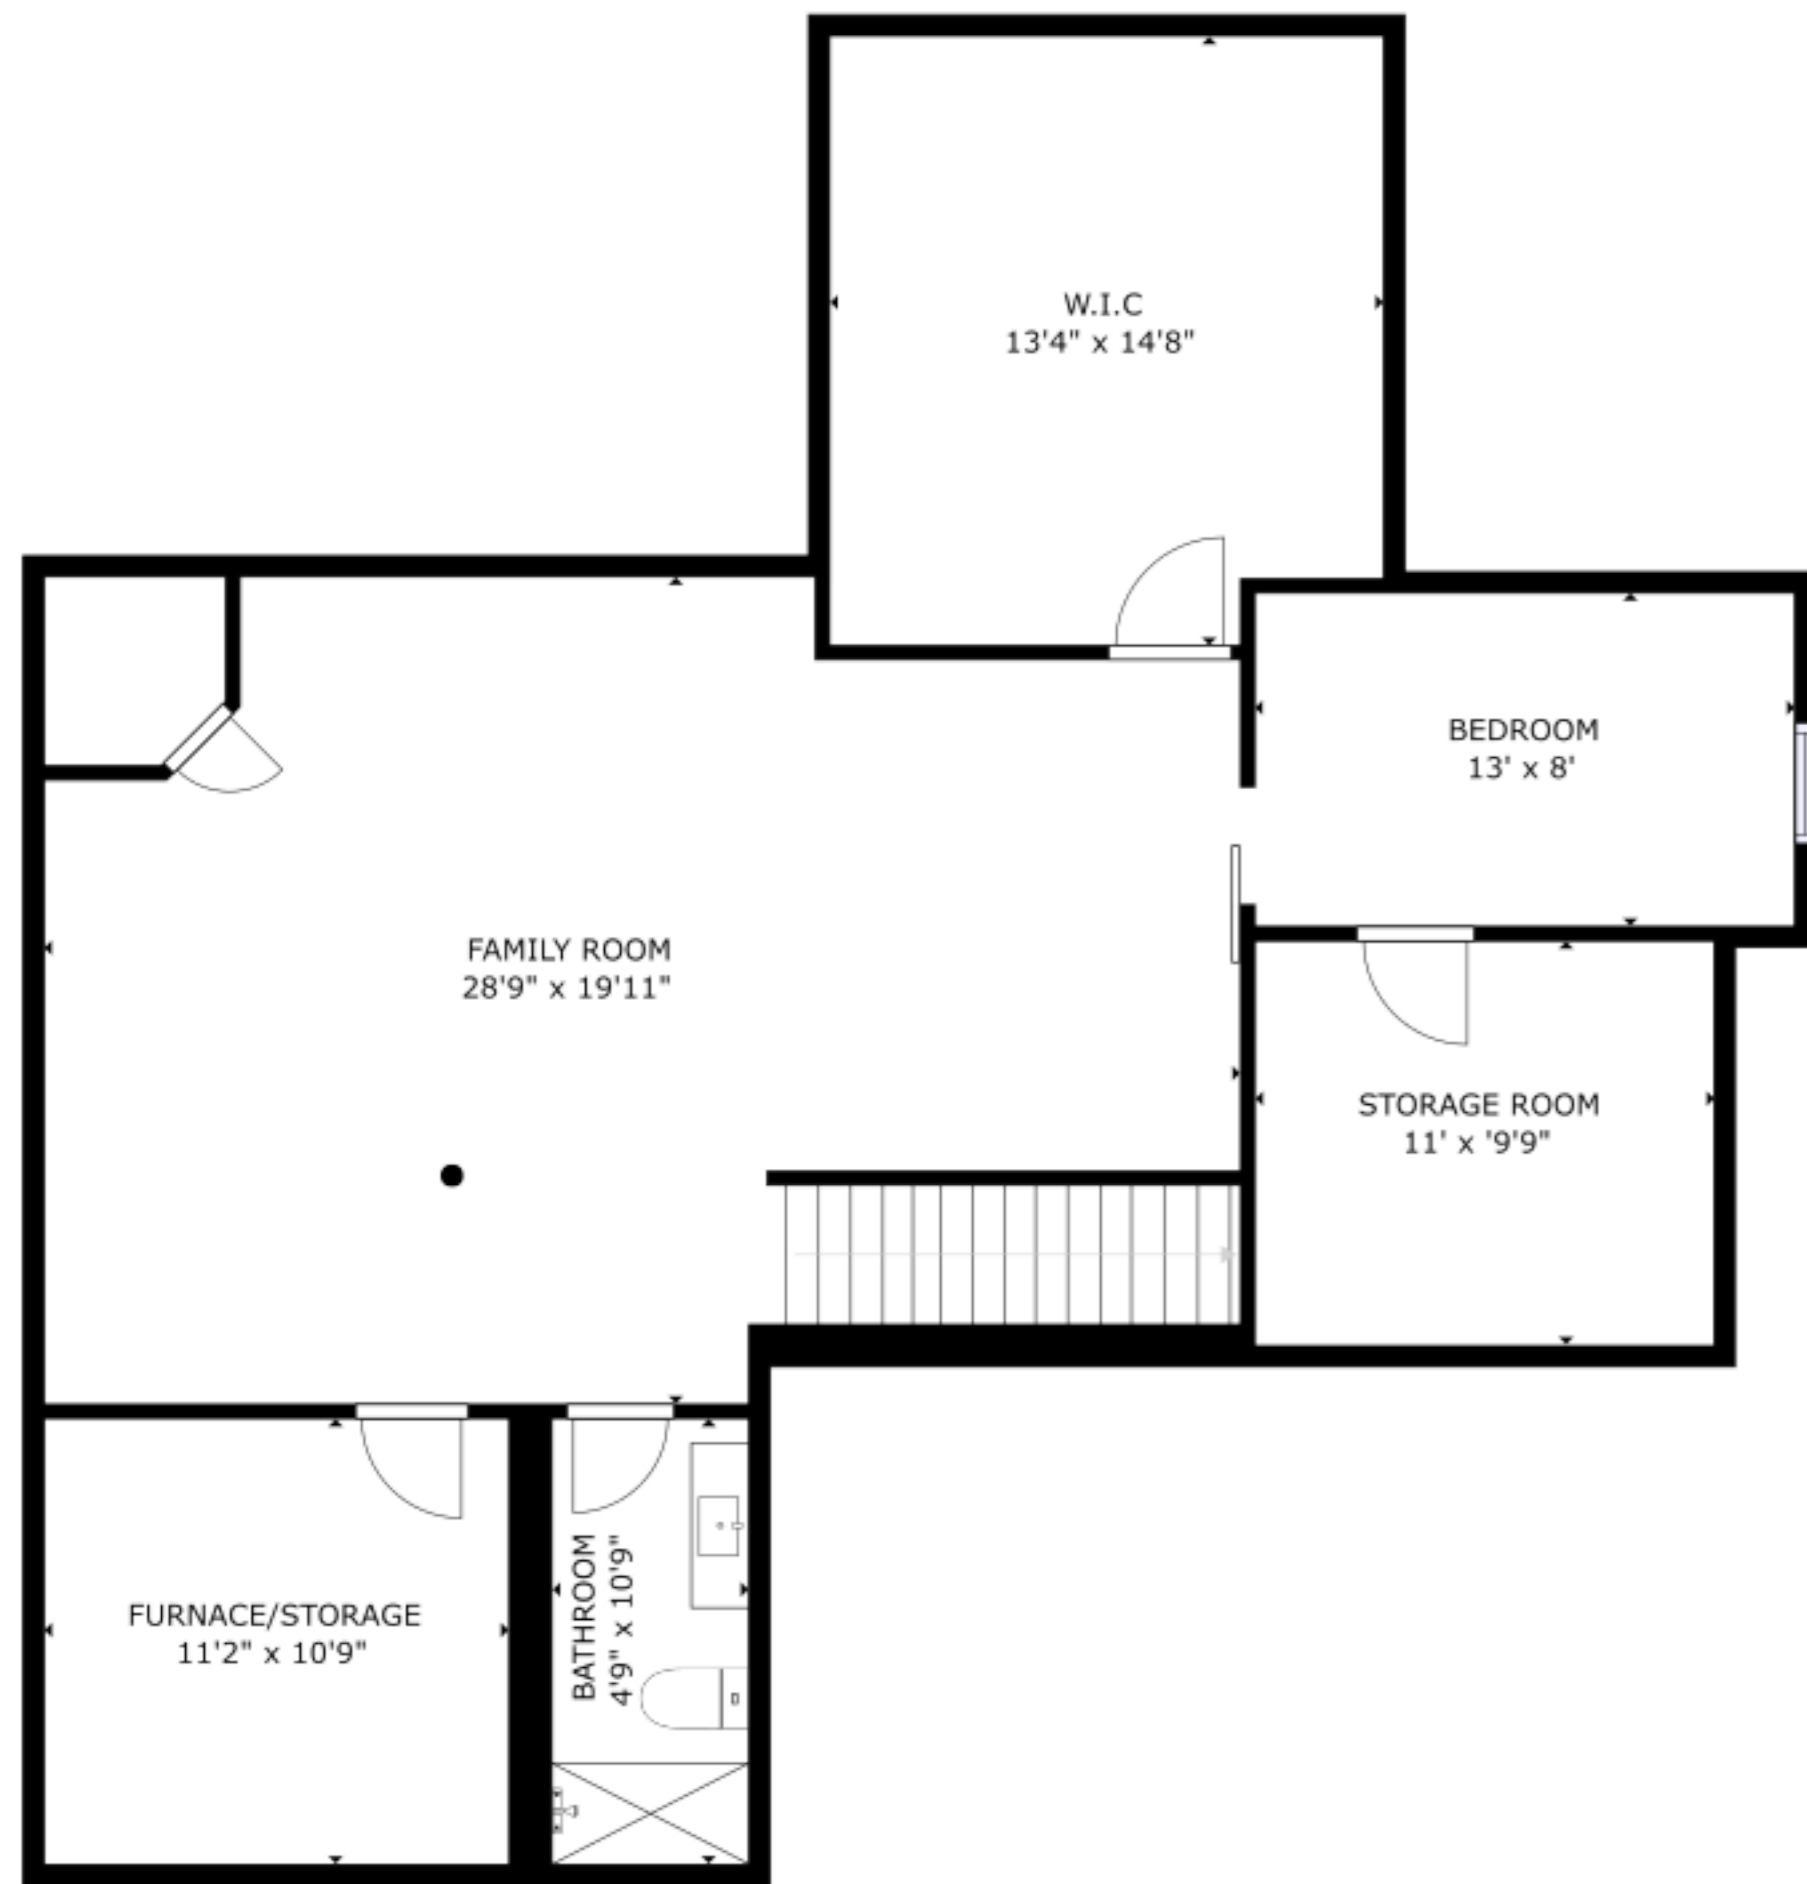 W.I.C
13'4" x 14'8"
BEDROOM
13' x 8'
FAMILY ROOM
28'9" x 19'11"
STORAGE ROOM
11' x '9'9"
FURNACE/STORAGE
11'2" x 10'9"
BATHROOM
4'9" x 10'9"